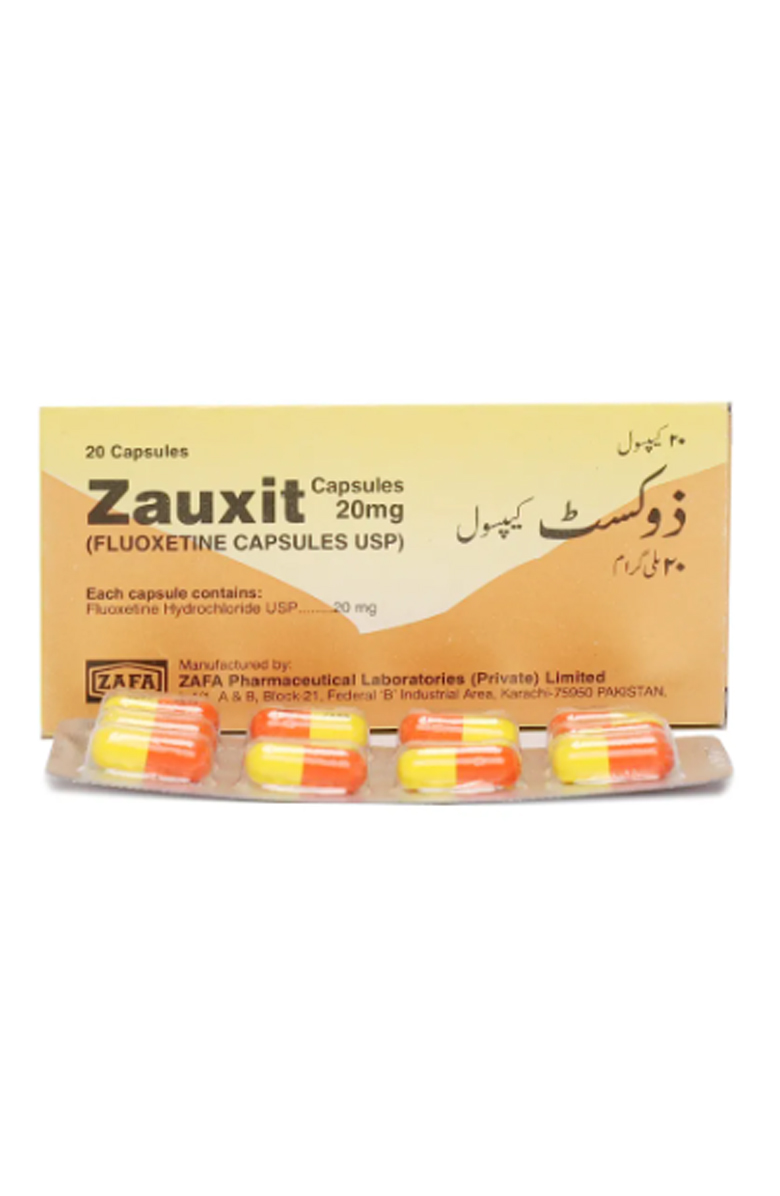 20 Capsules
۲۰ کیپسول
Zauxit Capsules
20mg
ذوکسٹ کیپسول
(FLUOXETINE CAPSULES USP)
۲۰ ملی گرام
Each capsule contains:
Fluoxetine Hydrochloride USP........20 mg
ZAFA
Manufactured by:
ZAFA Pharmaceutical Laboratories (Private) Limited
A & B, Block-21, Federal 'B' Industrial Area, Karachi-75950 PAKISTAN.